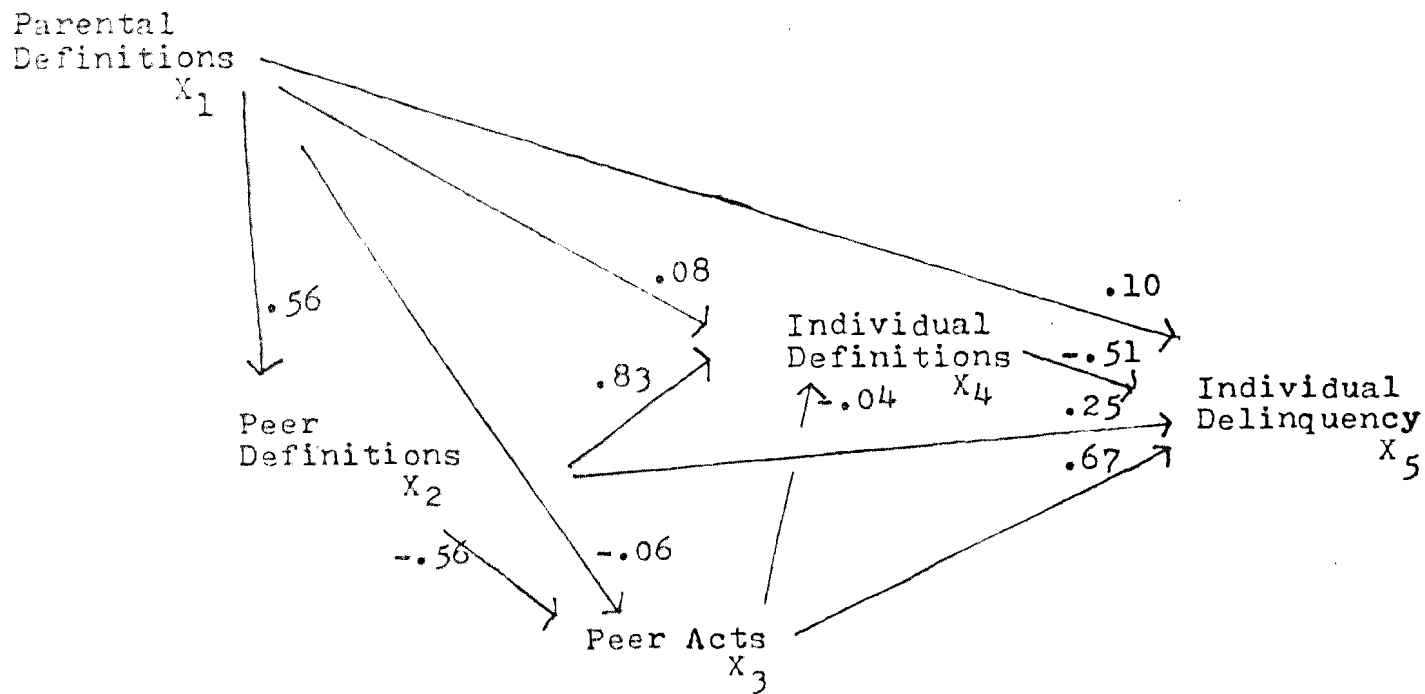 Parental
Definitions
X1
.56
.08
.10
Individual
Definitions
X4
-.51
.83
-.04
.25
Individual
Delinquency
X5
.67
Peer
Definitions
X2
-.56
-.06
Peer Acts
X3